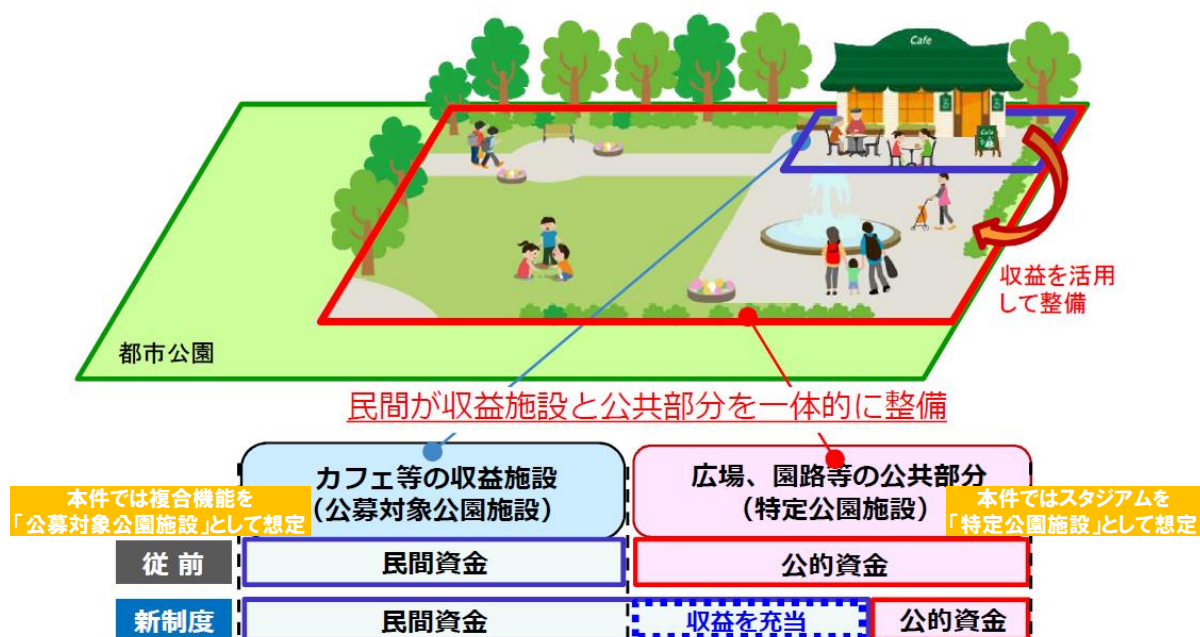 Cafe
Cafe
収益を活用
して整備
都市公園
民間が収益施設と公共部分を一体的に整備
カフェ等の収益施設
(公募対象公園施設)
広場、園路等の公共部分
(特定公園施設)
本件では複合機能を
「公募対象公園施設」として想定
本件ではスタジアムを
「特定公園施設」として想定
従 前
民間資金
公的資金
新制度
民間資金
収益を充当
公的資金